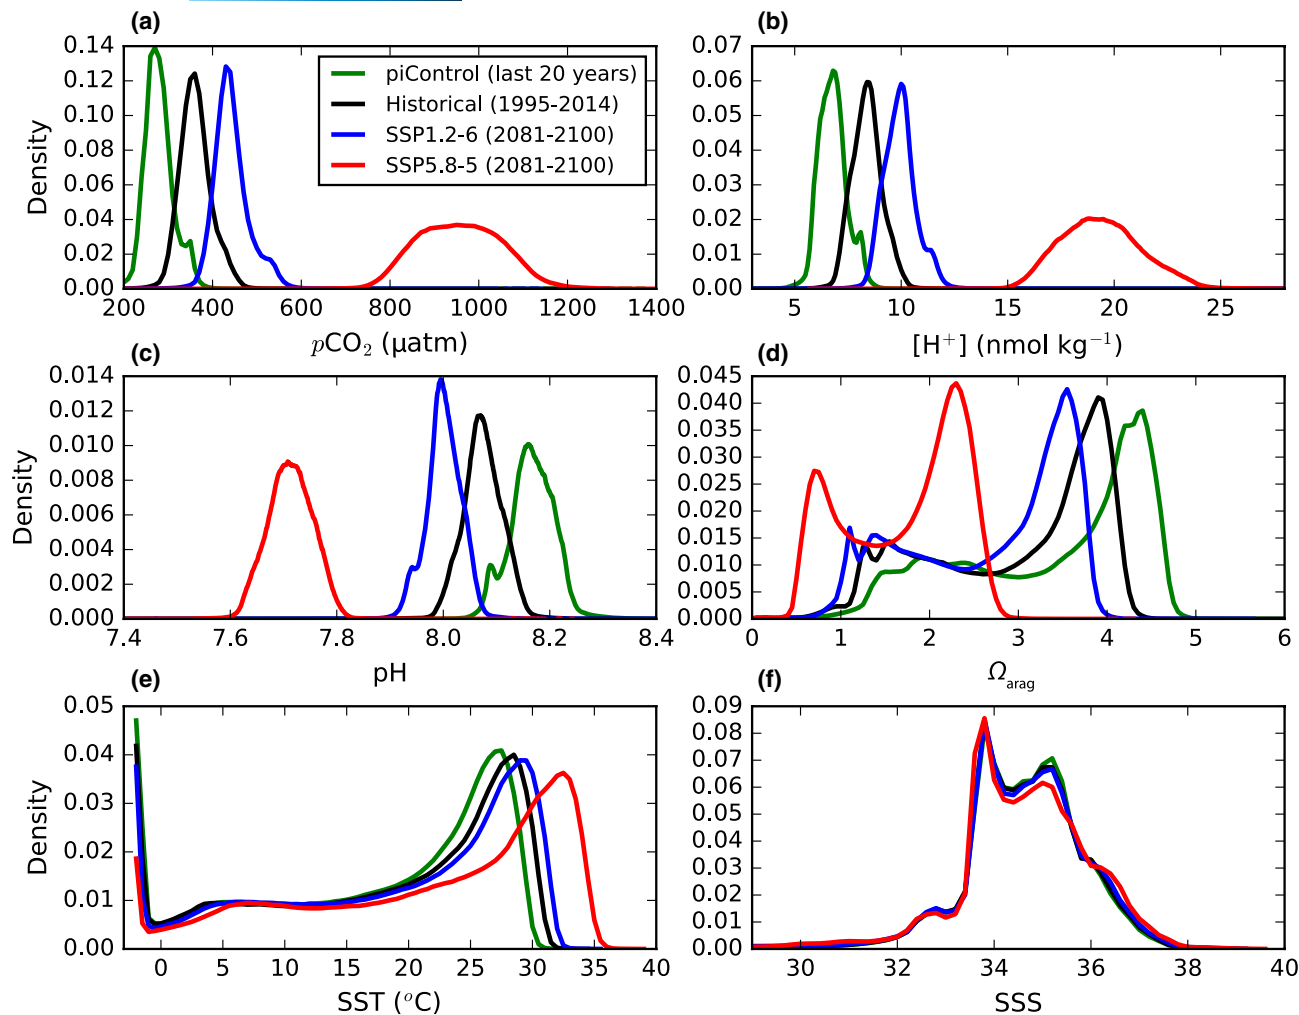 (a)
0.14
0.12
0.10
0.08
0.06
0.04
0.02
0.00
Density
piControl (last 20 years)
Historical (1995-2014)
SSP1.2-6 (2081-2100)
SSP5.8-5 (2081-2100)
200 400 600 800 1000 1200 1400
pCO₂ (µatm)
(b)
0.07
0.06
0.05
0.04
0.03
0.02
0.01
0.00
5 10 15 20 25
[H⁺] (nmol kg⁻¹)
(c)
0.014
0.012
0.010
0.008
0.006
0.004
0.002
0.000
Density
7.4 7.6 7.8 8.0 8.2 8.4
pH
(d)
0.045
0.040
0.035
0.030
0.025
0.020
0.015
0.010
0.005
0.000
0 1 2 3 4 5 6
Ωarag
(e)
0.05
0.04
0.03
0.02
0.01
0.00
Density
0 5 10 15 20 25 30 35 40
SST (°C)
(f)
0.09
0.08
0.07
0.06
0.05
0.04
0.03
0.02
0.01
0.00
30 32 34 36 38 40
SSS